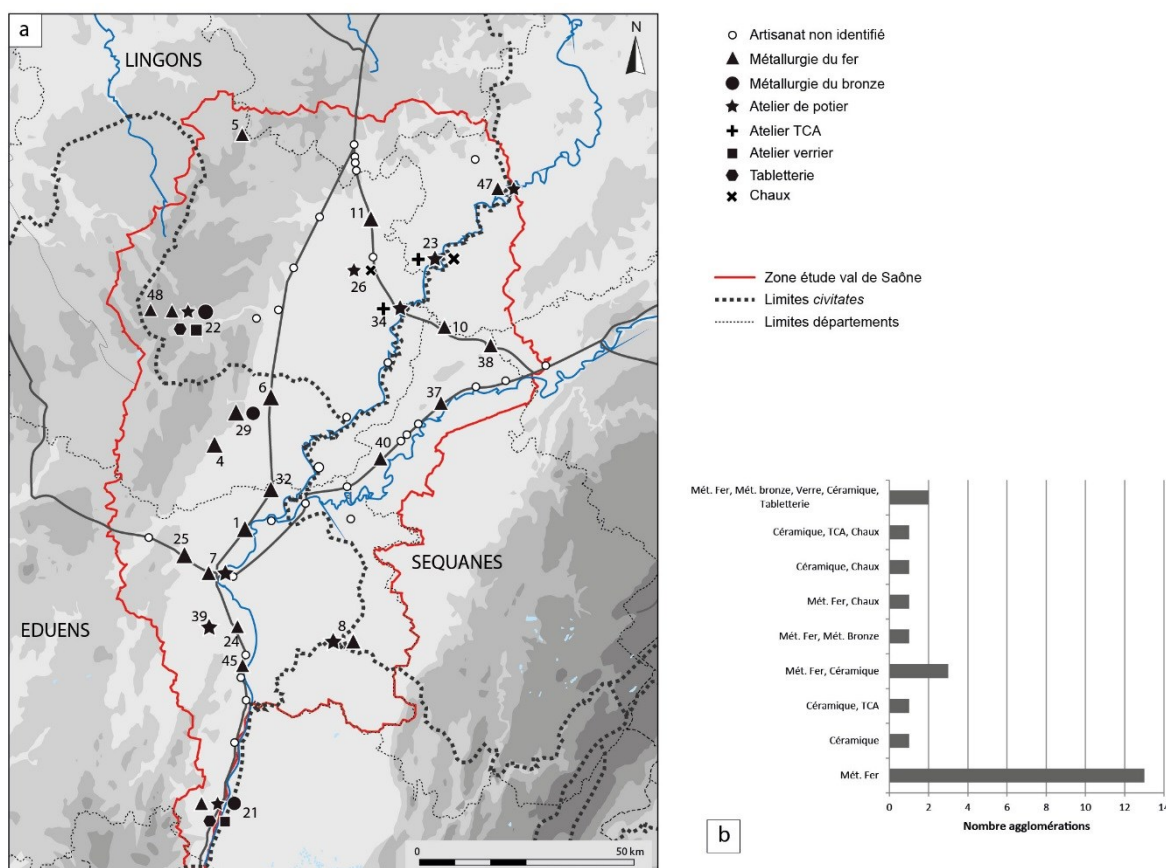 a
N
LINGONS
5
47
11
23
26
48
22
34
10
38
6
37
29
4
40
32
1
25
7
SEQUANES
39
EDUENS
24
8
45
21
0
50 km
Artisanat non identifié
Métallurgie du fer
Métallurgie du bronze
Atelier de potier
Atelier TCA
Atelier verrier
Tabletterie
Chaux
Zone étude val de Saône
Limites civitates
Limites départements
Mét. Fer, Mét. bronze, Verre, Céramique,
Tabletterie
Céramique, TCA, Chaux
Céramique, Chaux
Mét. Fer, Chaux
Mét. Fer, Mét. Bronze
Mét. Fer, Céramique
Céramique, TCA
Céramique
Mét. Fer
0 2 4 6 8 10 12 14
Nombre agglomérations
b